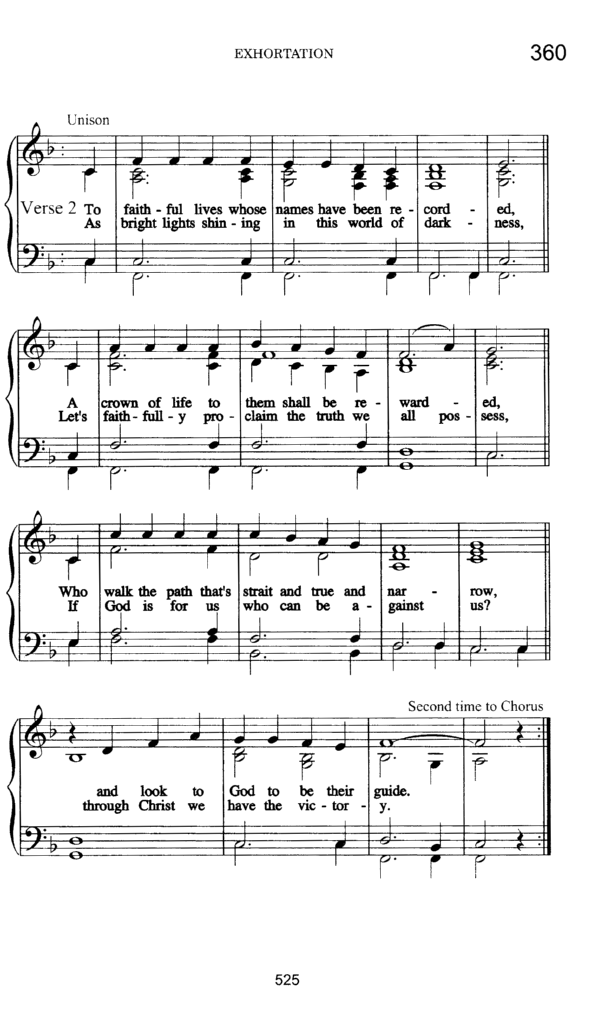 EXHORTATION
360
Unison
Verse 2 To faith - ful lives whose names have been re - cord - ed,
As bright lights shin - ing in this world of dark - ness,
A crown of life to them shall be re - ward - ed,
Let's faith - full - y pro - claim the truth we all pos - sess,
Who walk the path that's strait and true and nar - row,
If God is for us who can be a - gainst us?
Second time to Chorus
and look to God to be their guide.
through Christ we have the vic - tor - y.
525